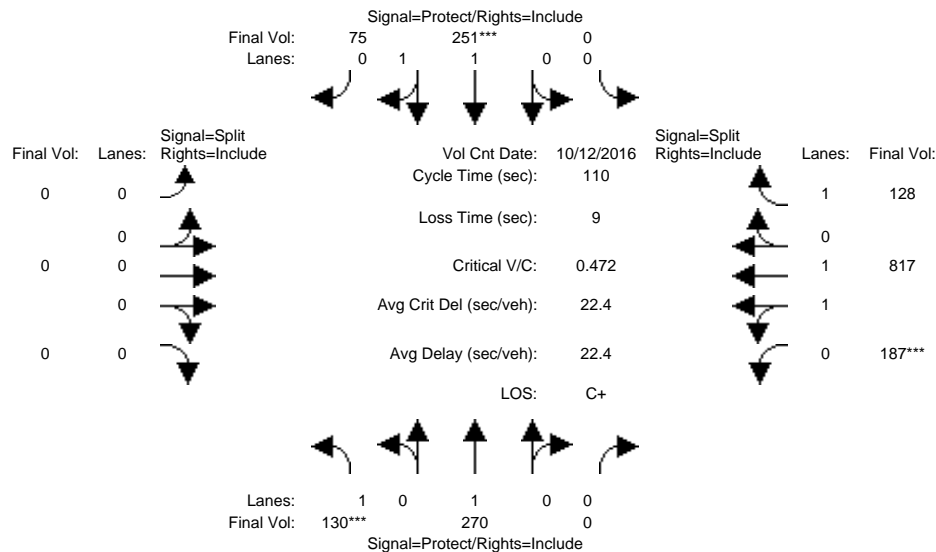 Signal=Protect/Rights=Include
Final Vol: 75 251*** 0
Lanes: 0 1 1 0 0
Signal=Split Signal=Split
Final Vol: Lanes: Rights=Include Vol Cnt Date: 10/12/2016 Rights=Include Lanes: Final Vol:
Cycle Time (sec): 110
0 0 1 128
Loss Time (sec): 9
0 0
0 0 Critical V/C: 0.472 1 817
0 Avg Crit Del (sec/veh): 22.4 1
0 0 Avg Delay (sec/veh): 22.4 0 187***
LOS: C+
Lanes: 1 0 1 0 0
Final Vol: 130*** 270 0
Signal=Protect/Rights=Include